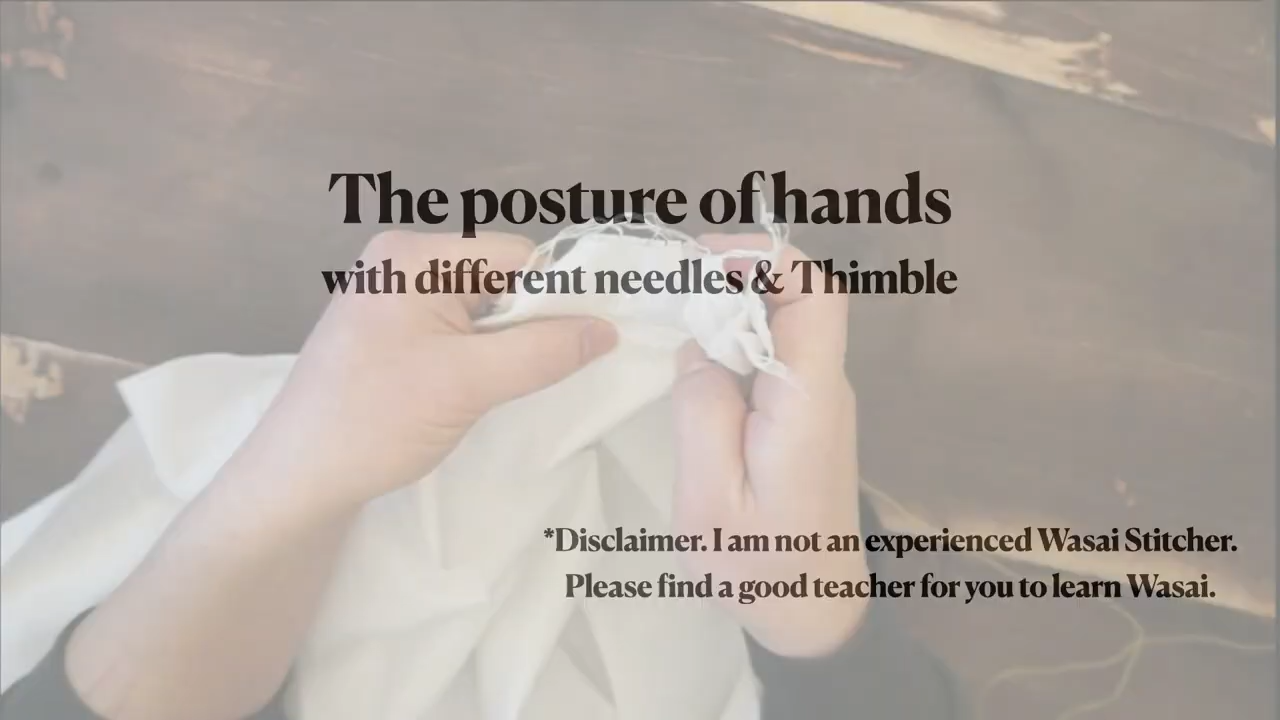 The posture of hands
with different needles & Thimble
*Disclaimer. I am not an experienced Wasai Stitcher.
Please find a good teacher for you to learn Wasai.